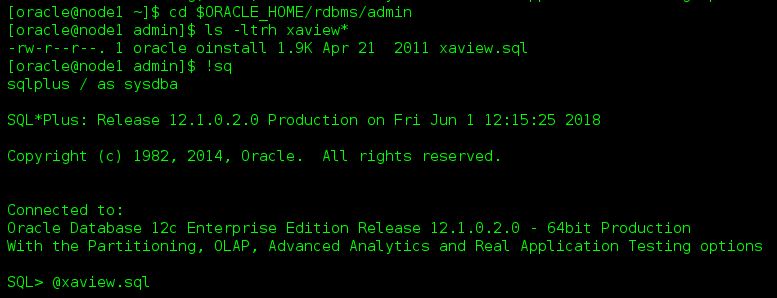 [oracle@node1 ~]$ cd $ORACLE_HOME/rdbms/admin
[oracle@node1 admin]$ ls -ltrh xaview*
-rw-r--r--. 1 oracle oinstall 1.9K Apr 21  2011 xaview.sql
[oracle@node1 admin]$ !sq
sqlplus / as sysdba
SQL*Plus: Release 12.1.0.2.0 Production on Fri Jun 1 12:15:25 2018
Copyright (c) 1982, 2014, Oracle.  All rights reserved.
Connected to:
Oracle Database 12c Enterprise Edition Release 12.1.0.2.0 - 64bit Production
With the Partitioning, OLAP, Advanced Analytics and Real Application Testing options
SQL> @xaview.sql